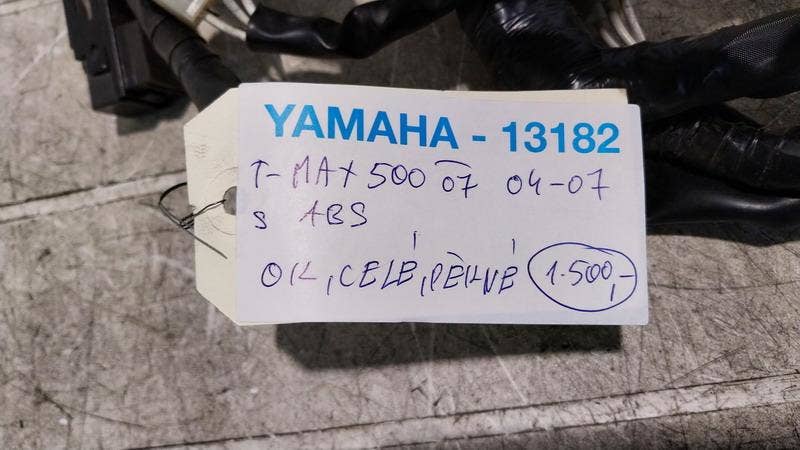 YAMAHA - 13182
T-MAX 500 07 04-07
S ABS
OK, CELÉ, PĚKNÉ 1.500,-